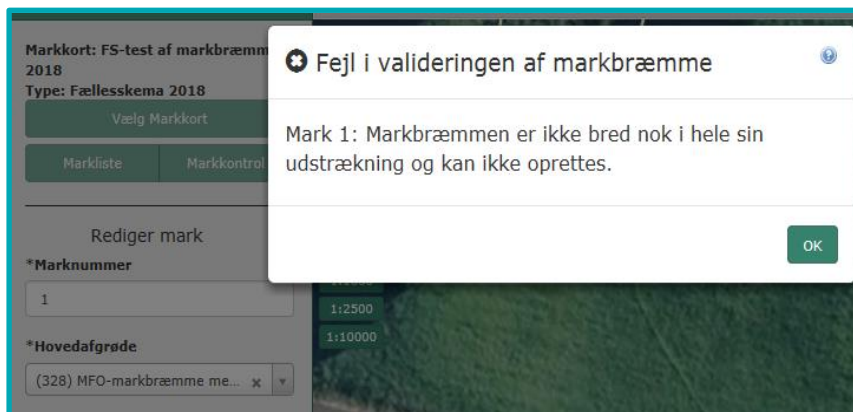 Markkort: FS-test af markbræmm
2018
Type: Fællesskema 2018
Vælg Markkort
Markliste Markkontrol
Rediger mark
*Marknummer
1
*Hovedafgrøde
(328) MFO-markbræmme me... x
Fejl i valideringen af markbræmme
Mark 1: Markbræmmen er ikke bred nok i hele sin
udstrækning og kan ikke oprettes.
OK
1:2500
1:10000